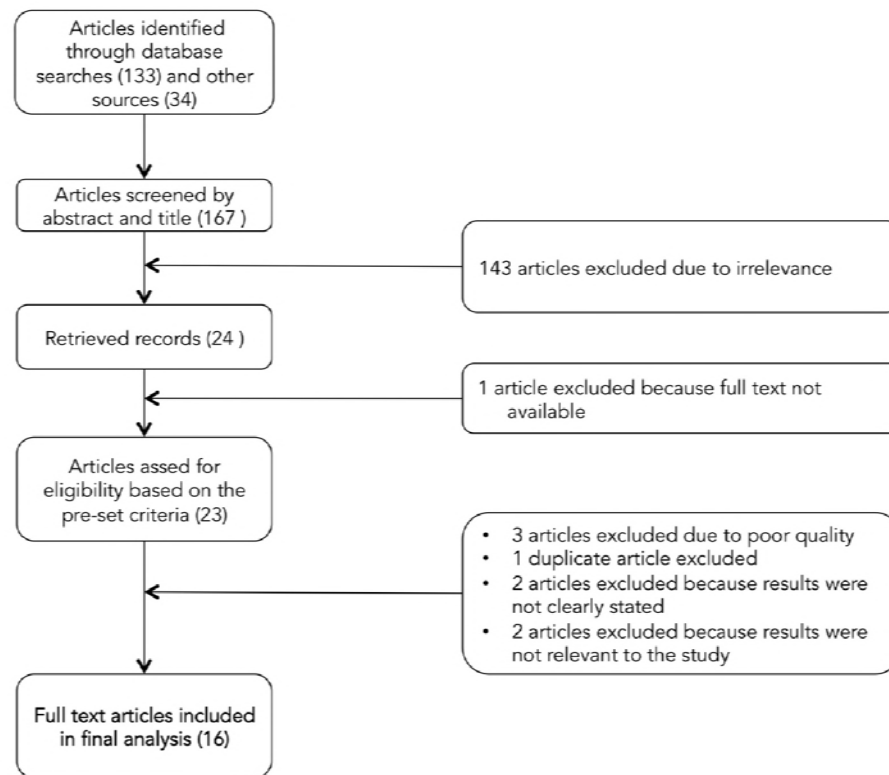 Articles identified
through database
searches (133) and other
sources (34)
Articles screened by
abstract and title (167 )
143 articles excluded due to irrelevance
Retrieved records (24 )
1 article excluded because full text not
available
Articles assed for
eligibility based on the
pre-set criteria (23)
• 3 articles excluded due to poor quality
• 1 duplicate article excluded
• 2 articles excluded because results were
not clearly stated
• 2 articles excluded because results were
not relevant to the study
Full text articles included
in final analysis (16)